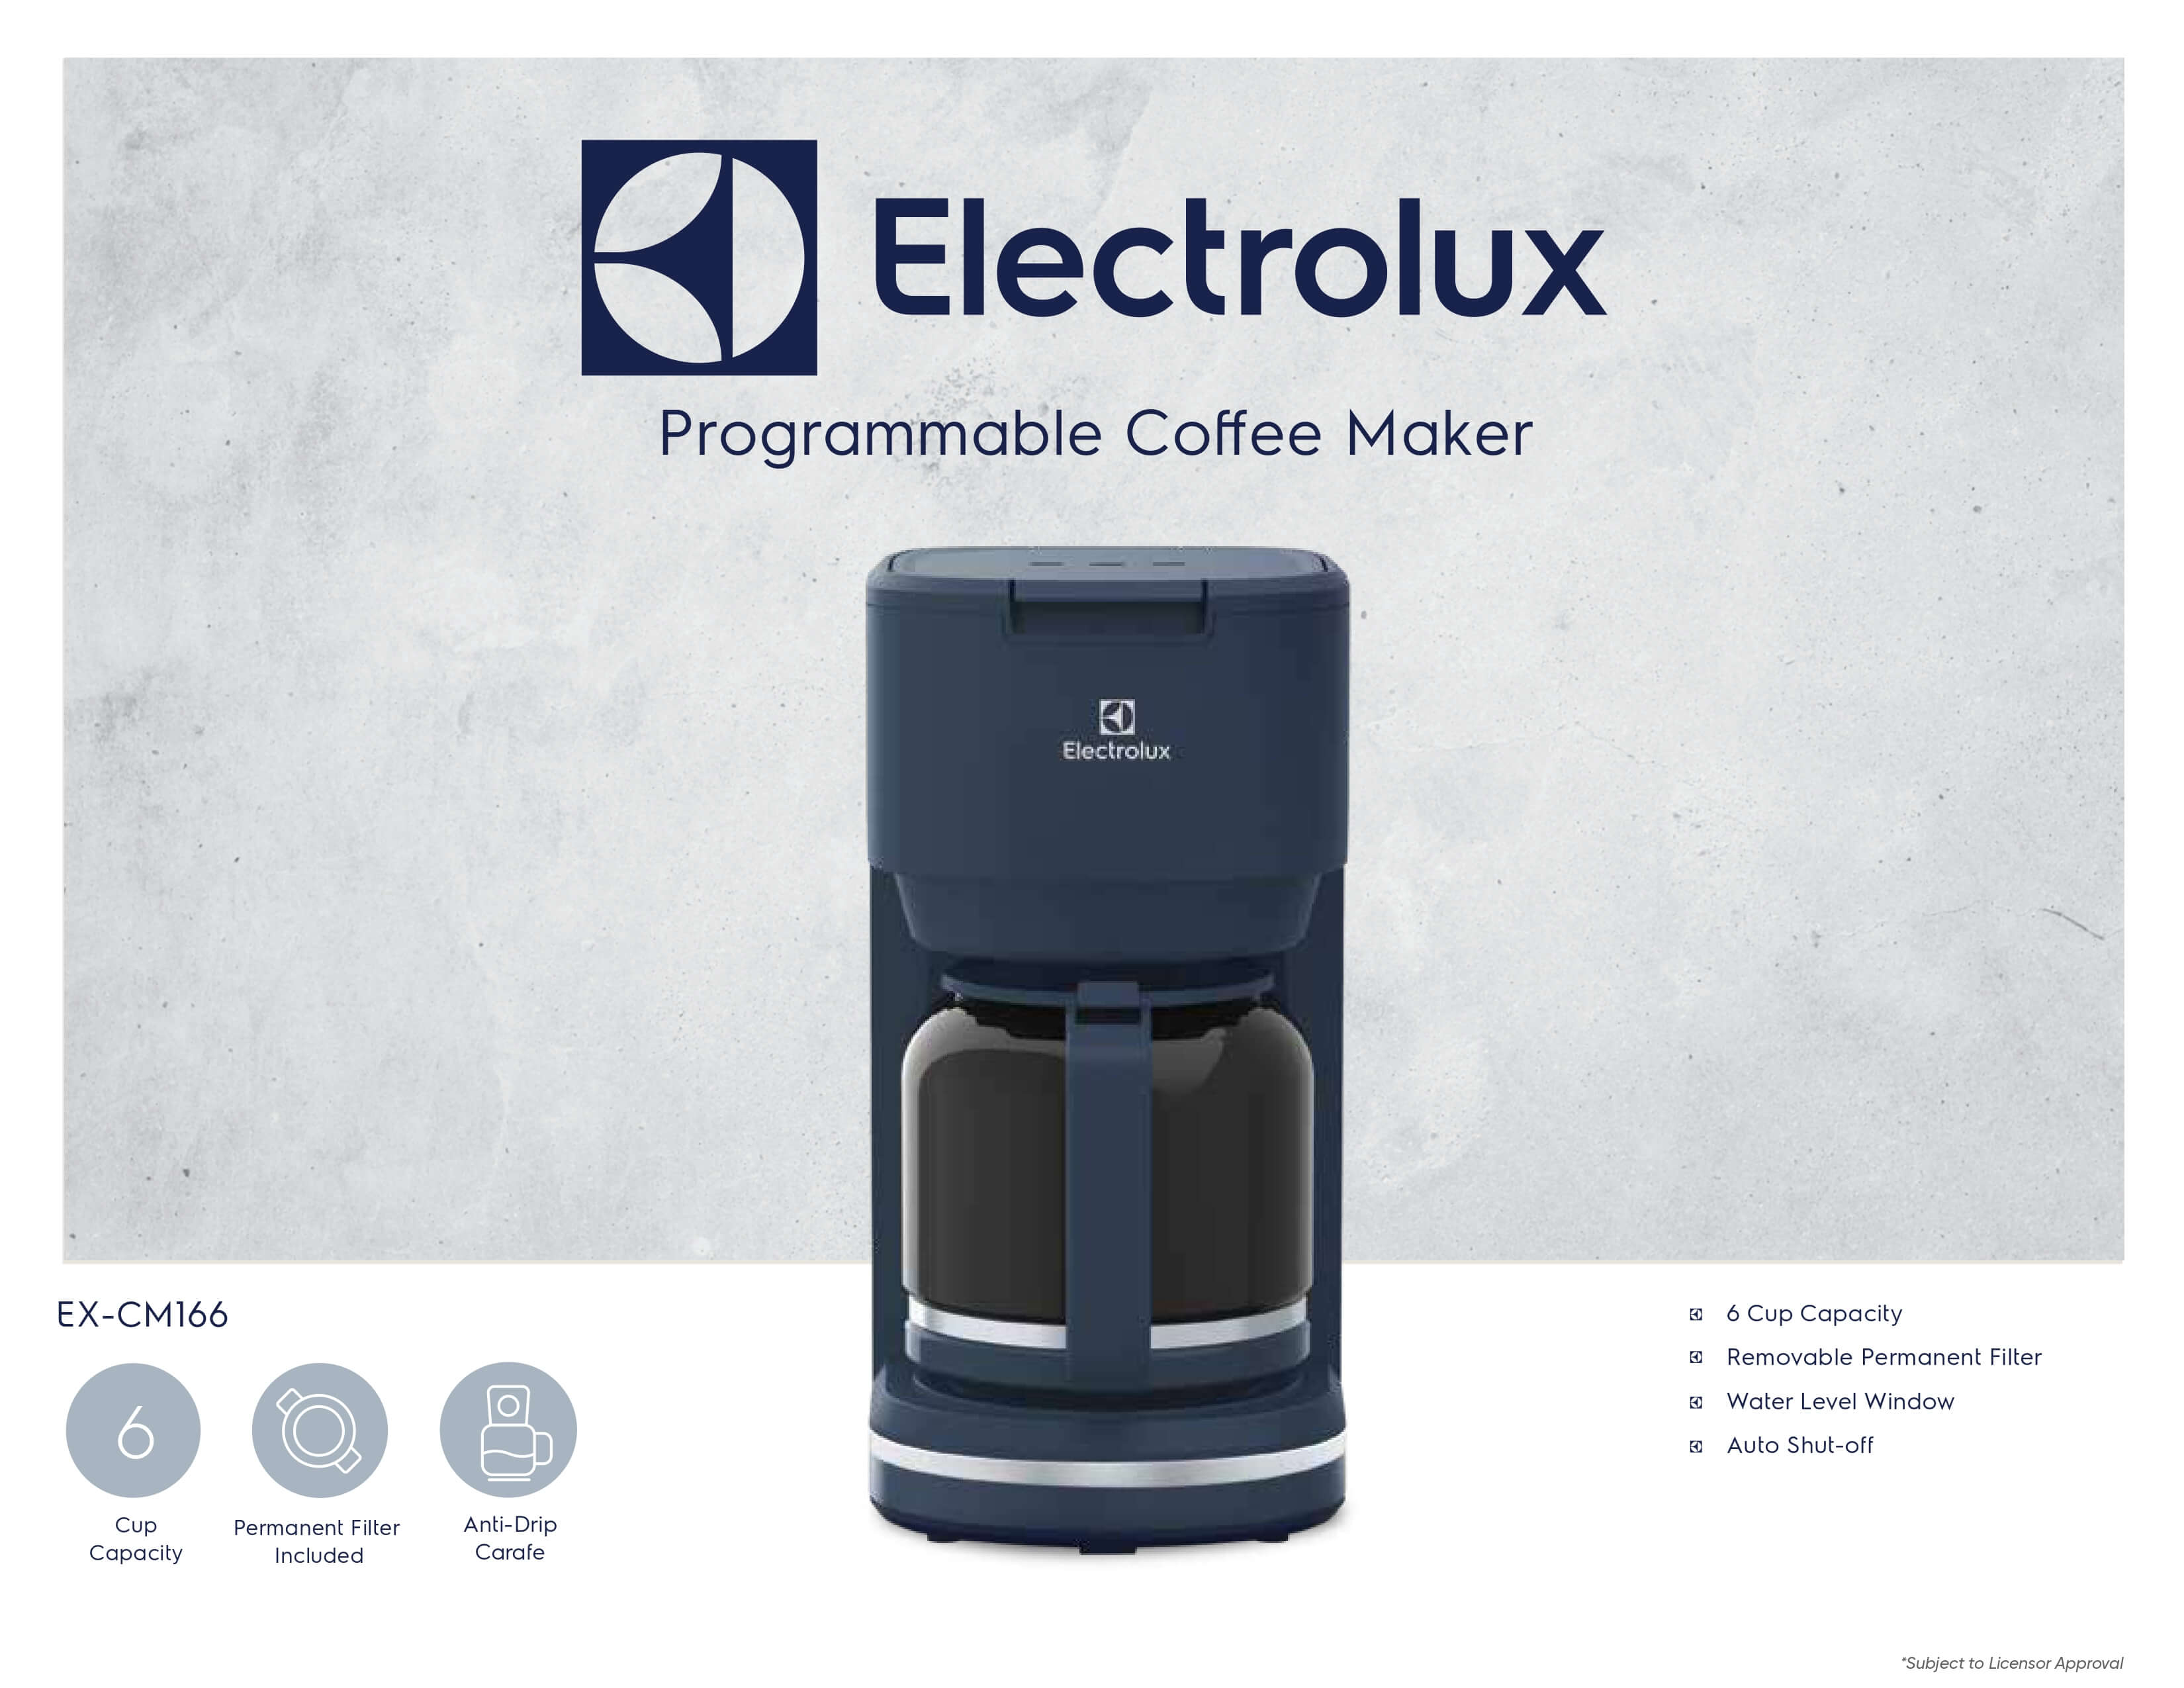 Electrolux
Programmable Coffee Maker
Electrolux
EX-CM166
6
Cup
Capacity
Permanent Filter
Included
Anti-Drip
Carafe
6 Cup Capacity
Removable Permanent Filter
Water Level Window
Auto Shut-off
*Subject to Licensor Approval